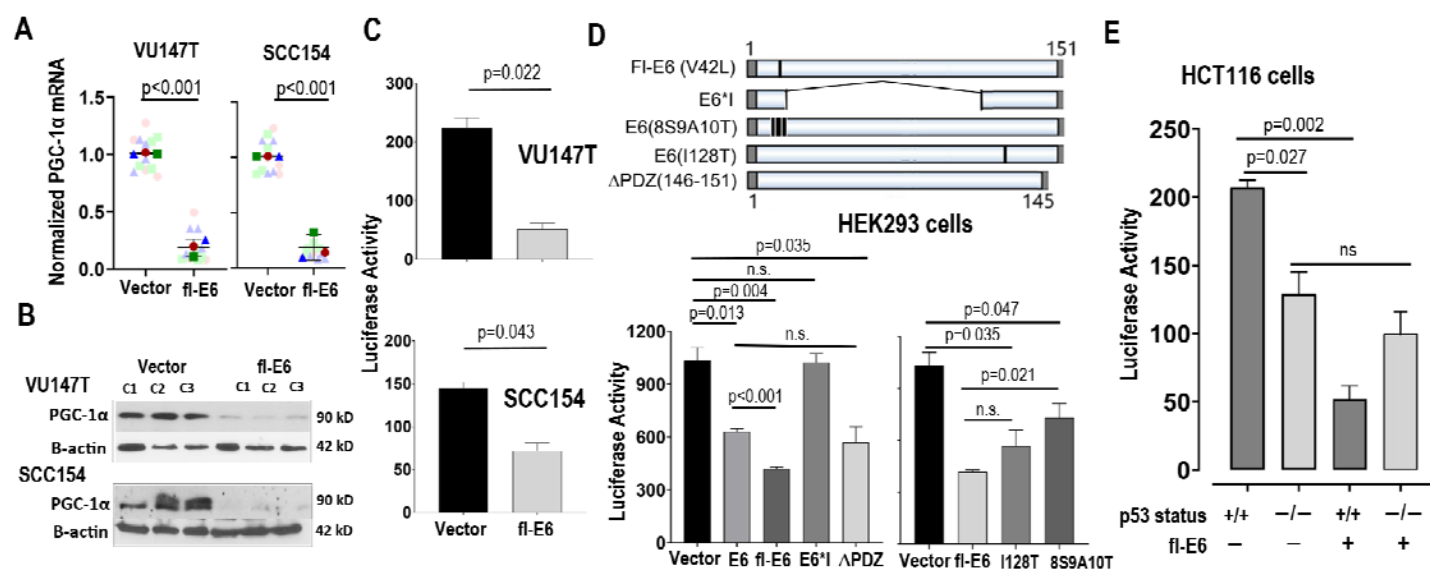 A
VU147T
SCC154
p<0.001
p<0.001
Normalized PGC-1α mRNA
1.5
1.0
0.5
0.0
Vector fl-E6
Vector fl-E6
B
Vector
fl-E6
VU147T
C1 C2 C3 C1 C2 C3
PGC-1α
90 kD
B-actin
42 kD
SCC154
PGC-1α
90 kD
B-actin
42 kD
C
Luciferase Activity
p=0.022
300
200
100
0
VU147T
p=0.043
200
150
100
50
0
SCC154
Vector fl-E6
D
1
151
Fl-E6 (V42L)
E6*I
E6(8S9A10T)
E6(I128T)
ΔPDZ(146-151)
1
145
HEK293 cells
p=0.035
n.s.
p=0.004
p=0.013
n.s.
p<0.001
Luciferase Activity
1200
900
600
300
0
Vector E6 fl-E6 E6*I ΔPDZ
p=0.047
p=0.035
p=0.021
n.s.
Vector fl-E6 I128T 8S9A10T
E
HCT116 cells
p=0.002
p=0.027
ns
Luciferase Activity
250
200
150
100
50
0
p53 status +/+ −/− +/+ −/−
fl-E6 − − + +